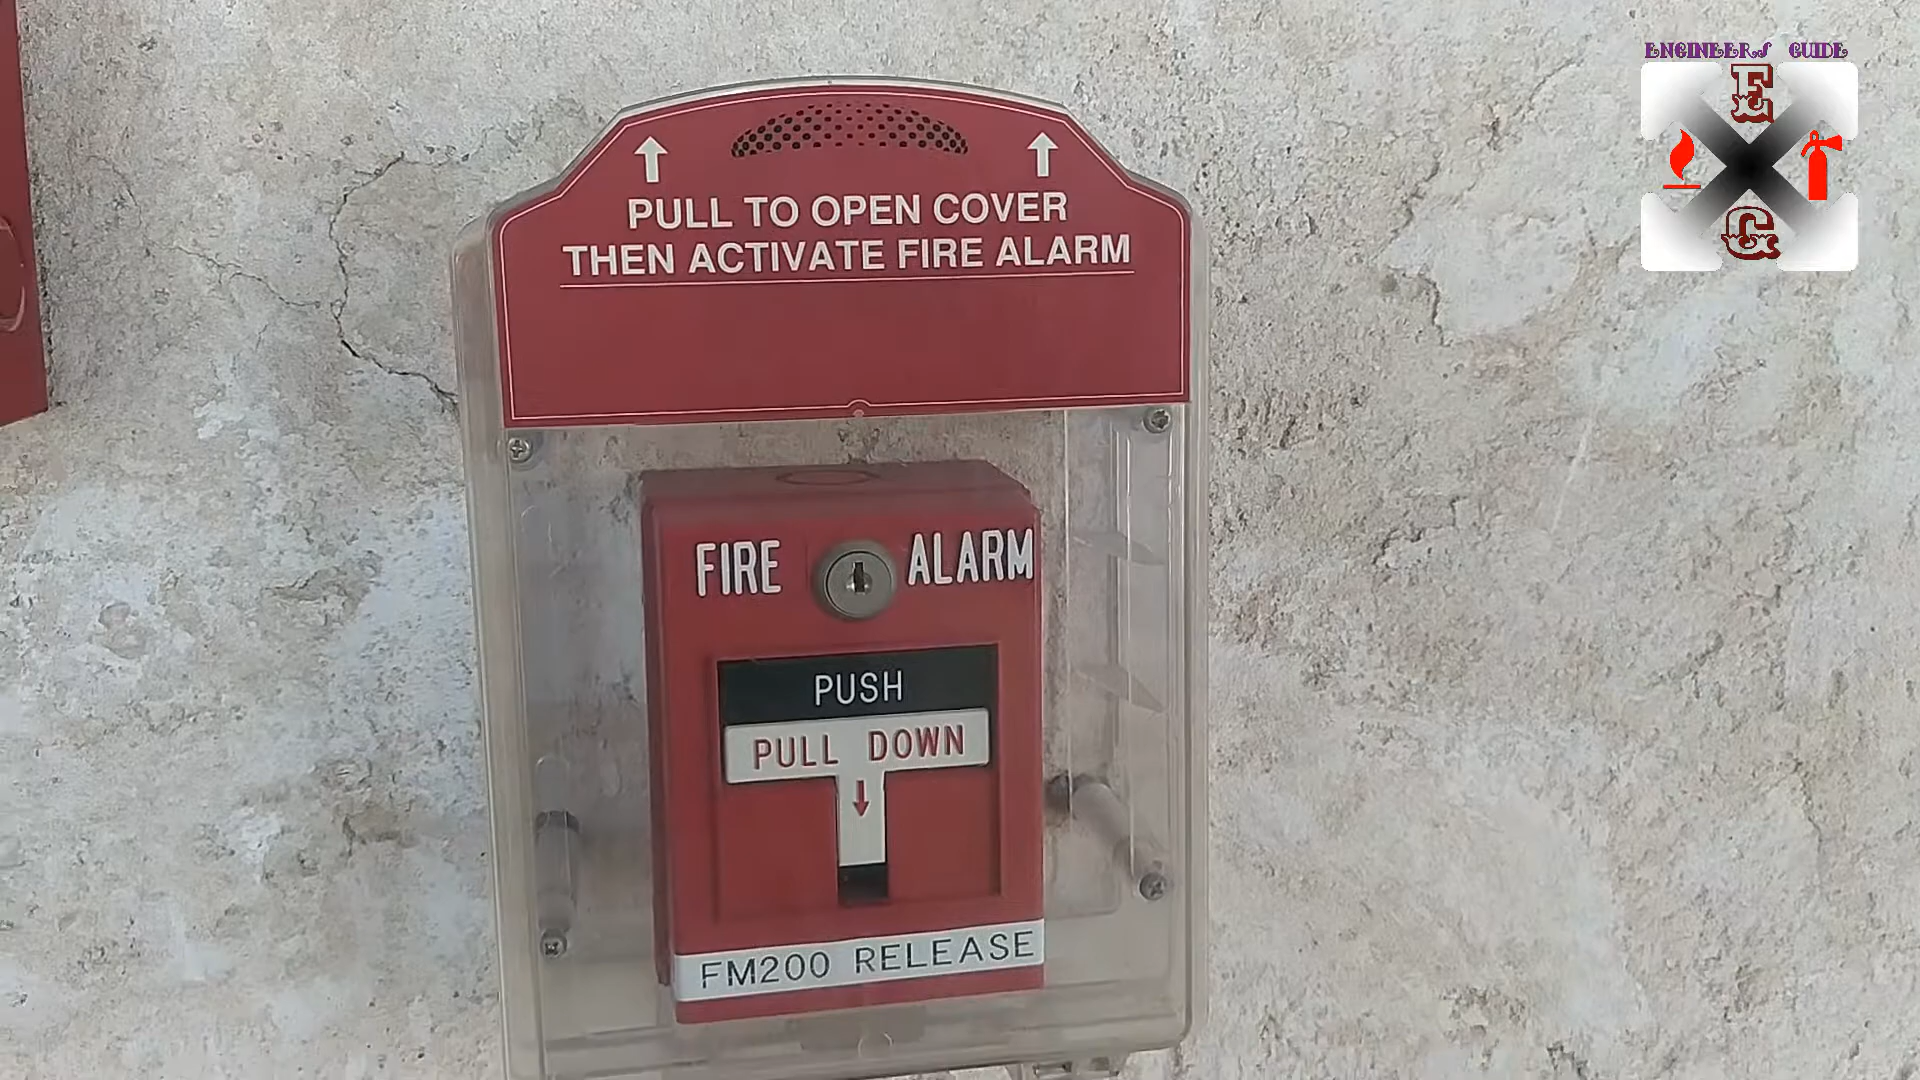 ENGINEERS GUIDE
E
G
PULL TO OPEN COVER
THEN ACTIVATE FIRE ALARM
FIRE ALARM
PUSH
PULL DOWN
FM200 RELEASE